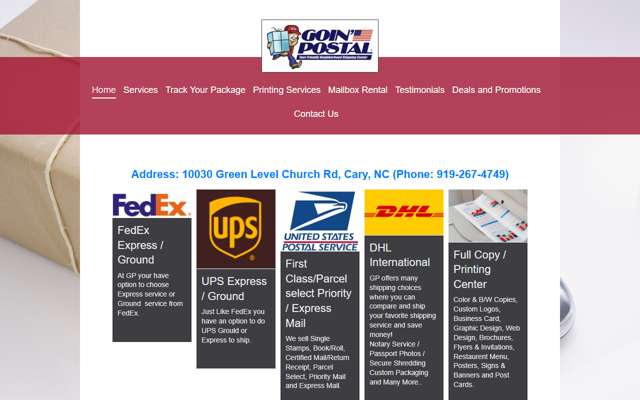 GOIN'
POSTAL
Your Friendly Neighborhood Shipping Center
Home Services Track Your Package Printing Services Mailbox Rental Testimonials Deals and Promotions
Contact Us
Address: 10030 Green Level Church Rd, Cary, NC (Phone: 919-267-4749)
FedEx.
FedEx
Express /
Ground
At GP your have
option to choose
Express service or
Ground service from
FedEx.
ups
UPS Express
/ Ground
Just Like FedEx you
have an option to do
UPS Grould or
Express to ship.
UNITED STATES
POSTAL SERVICE
First
Class/Parcel
select Priority
/ Express
Mail
We sell Single
Stamps, Book/Roll,
Certified Mail/Return
Receipt, Parcel
Select, Priority Mail
and Express Mail.
DHL
DHL
International
GP offers many
shipping choices
where you can
compare and ship
your favorite shipping
service and save
money!
Notary Service /
Passport Photos /
Secure Shredding
Custom Packaging
and Many More..
Full Copy /
Printing
Center
Color & B/W Copies,
Custom Logos,
Business Card,
Graphic Design, Web
Design, Brochures,
Flyers & Invitations,
Restaurent Menu,
Posters, Signs &
Banners and Post
Cards.